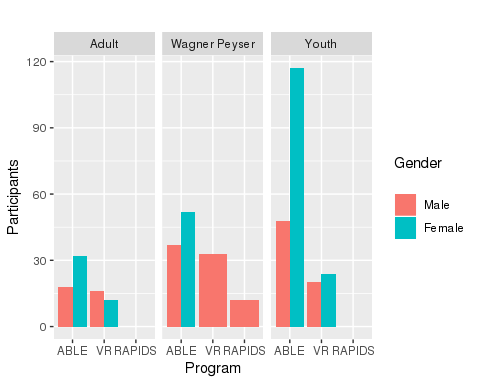 Adult
Wagner Peyser
Youth
120
90
60
30
0
Participants
ABLE VR RAPIDS
ABLE VR RAPIDS
ABLE VR RAPIDS
Program
Gender
Male
Female